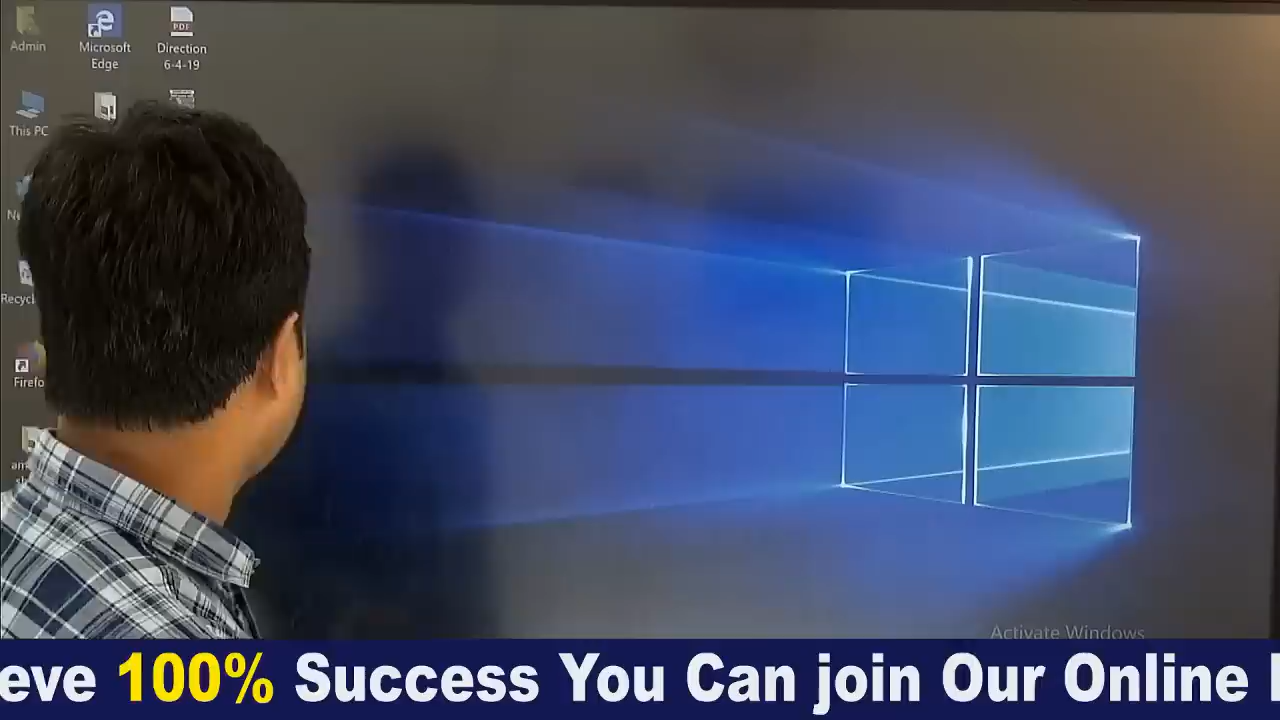 Admin
Microsoft
Edge
PDF
Direction
6-4-19
This PC
Activate Windows
eve 100% Success You Can join Our Online